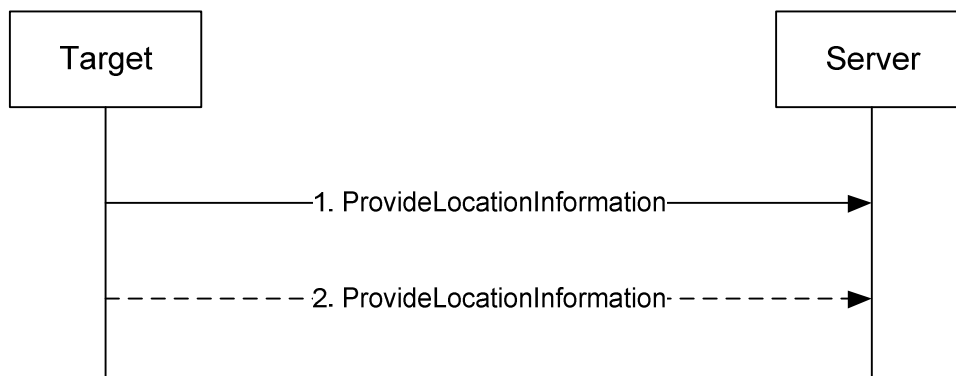 Target
Server
1. ProvideLocationInformation
2. ProvideLocationInformation